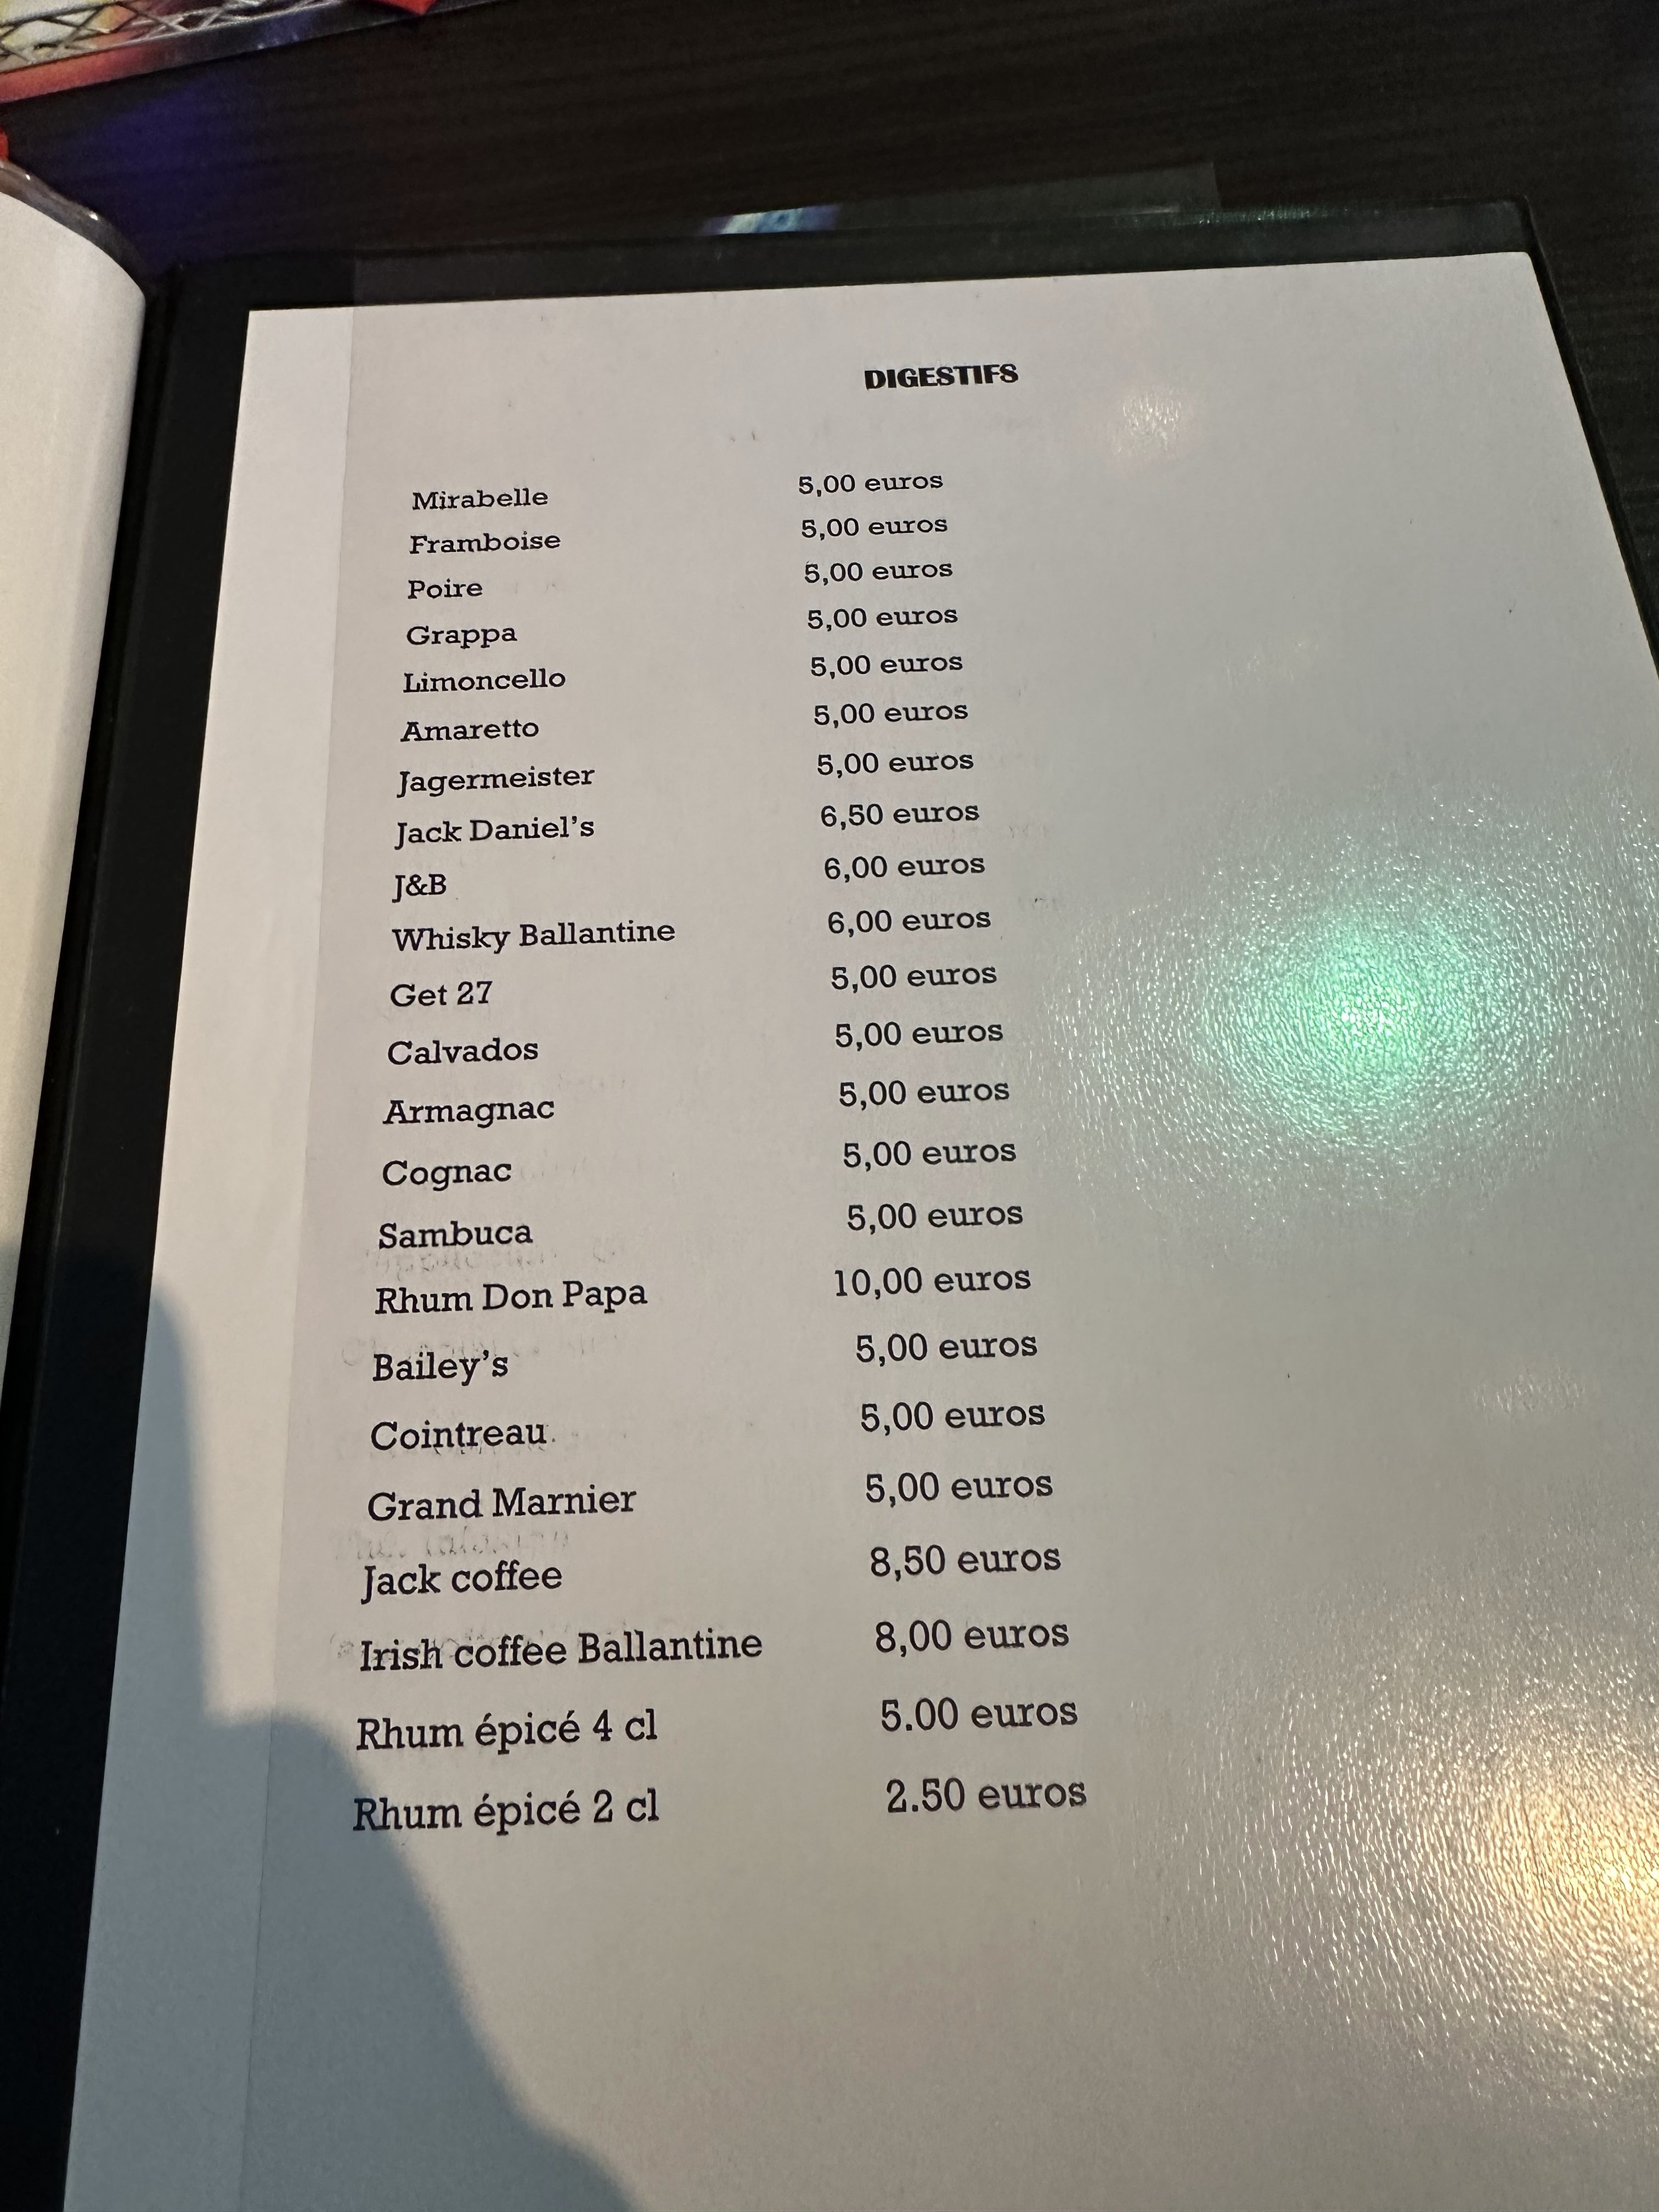 DIGESTIFS
Mirabelle 5,00 euros
Framboise 5,00 euros
Poire 5,00 euros
Grappa 5,00 euros
Limoncello 5,00 euros
Amaretto 5,00 euros
Jagermeister 5,00 euros
Jack Daniel's 6,50 euros
J&B 6,00 euros
Whisky Ballantine 6,00 euros
Get 27 5,00 euros
Calvados 5,00 euros
Armagnac 5,00 euros
Cognac 5,00 euros
Sambuca 5,00 euros
Rhum Don Papa 10,00 euros
Bailey's 5,00 euros
Cointreau 5,00 euros
Grand Marnier 5,00 euros
Jack coffee 8,50 euros
Irish coffee Ballantine 8,00 euros
Rhum épicé 4 cl 5.00 euros
Rhum épicé 2 cl 2.50 euros